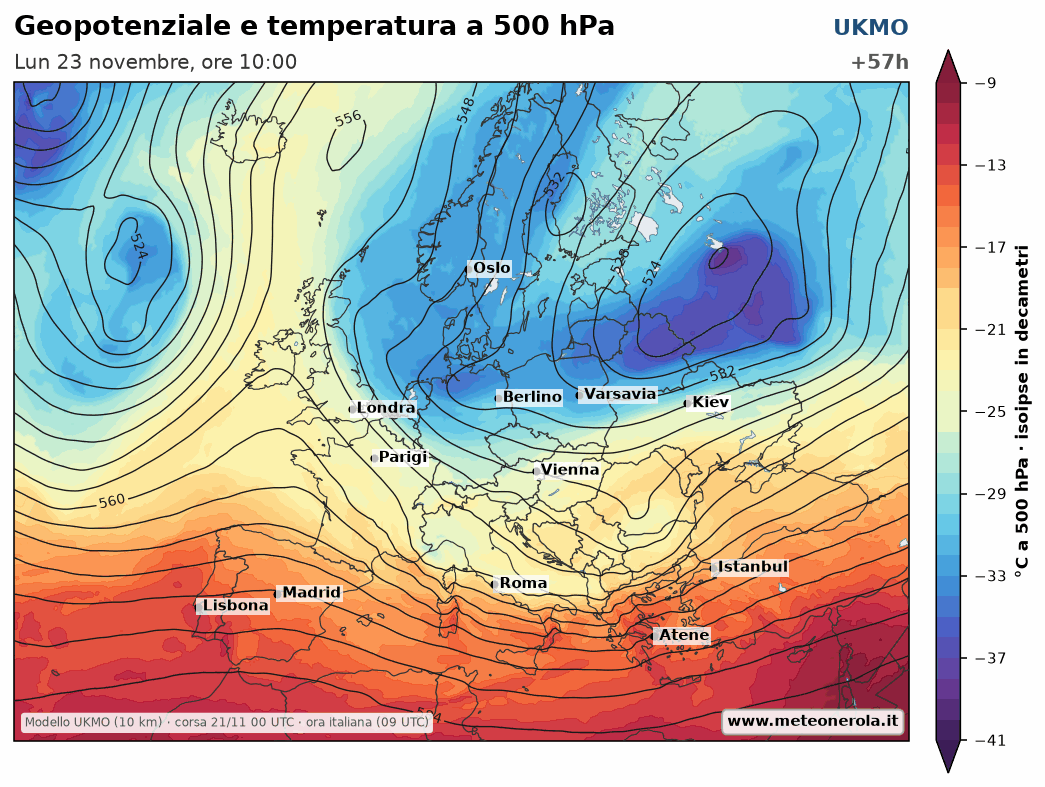 Geopotenziale e temperatura a 500 hPa
UKMO
Lun 23 novembre, ore 10:00
+57h
556
548
532
524
528
524
532
560
Oslo
Berlino
Varsavia
Kiev
Londra
Parigi
Vienna
Roma
Istanbul
Madrid
Lisbona
Atene
Modello UKMO (10 km) · corsa 21/11 00 UTC · ora italiana (09 UTC)
www.meteonerola.it
−9
−13
−17
−21
−25
−29
−33
−37
−41
°C a 500 hPa · isoipse in decametri